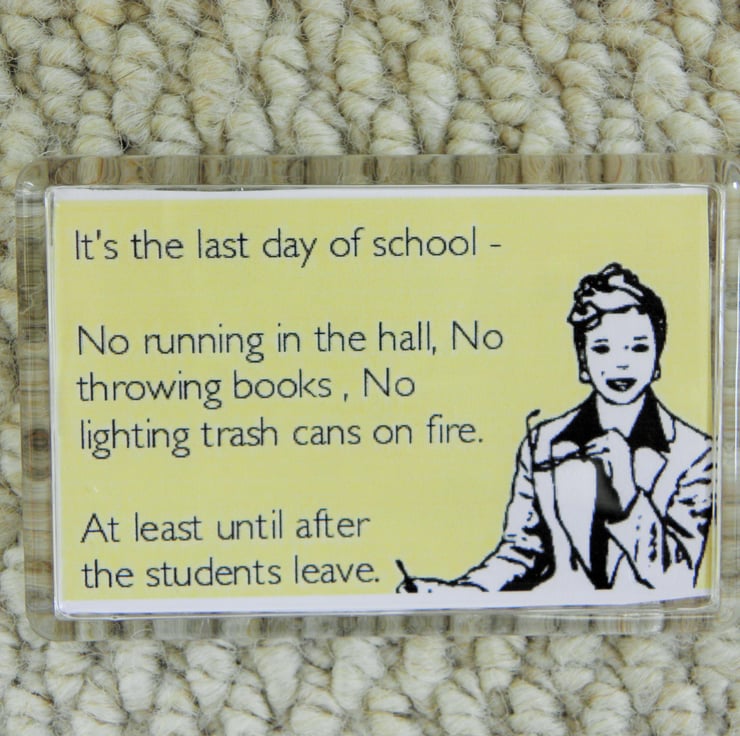 It's the last day of school -
No running in the hall, No
throwing books , No
lighting trash cans on fire.
At least until after
the students leave.